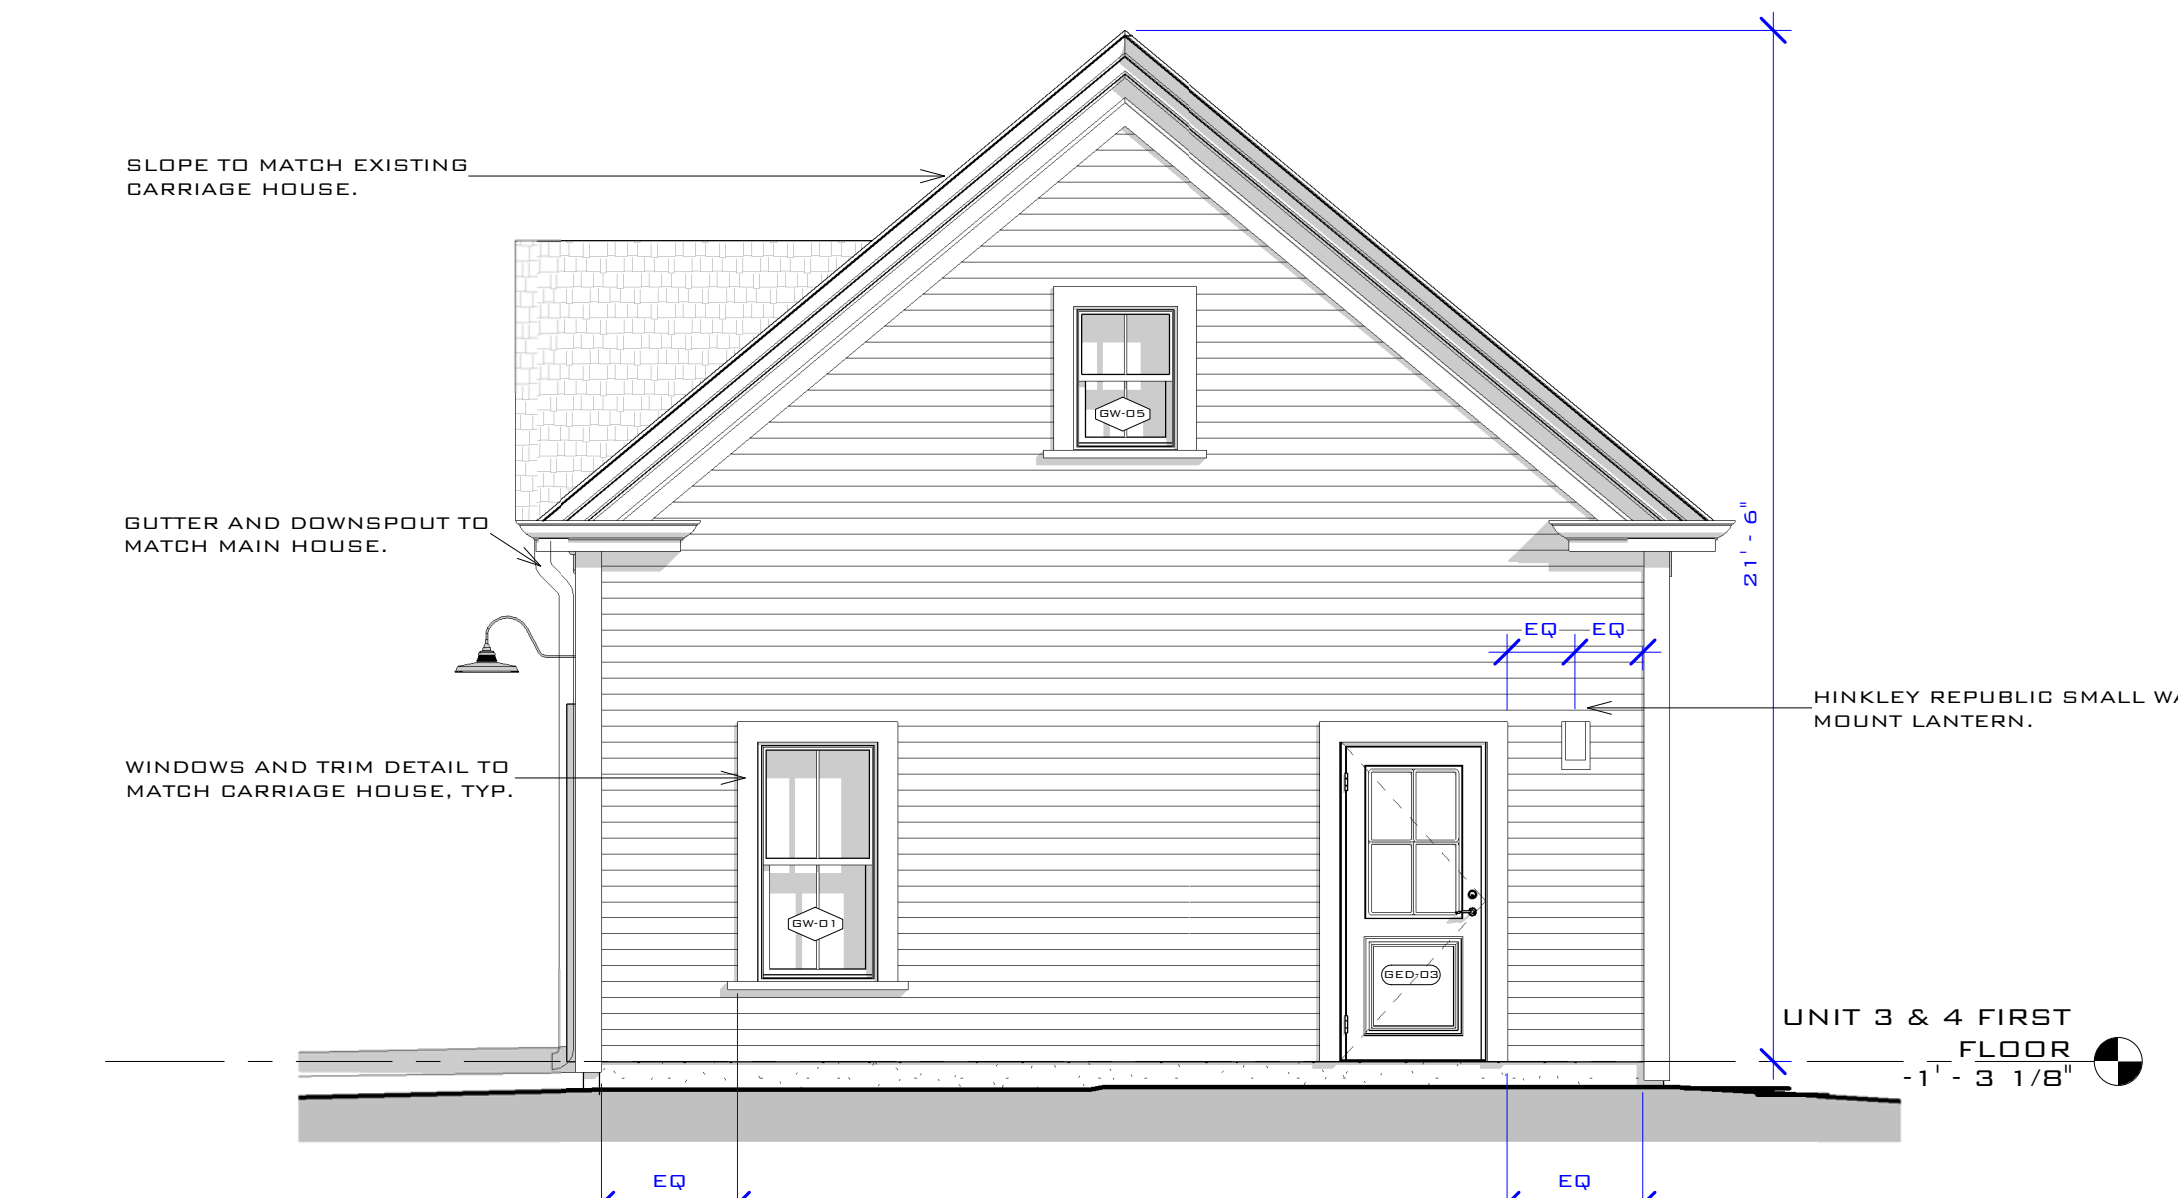 SLOPE TO MATCH EXISTING
CARRIAGE HOUSE.
GW-05
GUTTER AND DOWNSPOUT TO
MATCH MAIN HOUSE.
21' - 6"
EQ EQ
HINKLEY REPUBLIC SMALL
MOUNT LANTERN.
WINDOWS AND TRIM DETAIL TO
MATCH CARRIAGE HOUSE, TYP.
GW-01
GED-03
UNIT 3 & 4 FIRST
FLOOR
-1' - 3 1/8"
EQ EQ